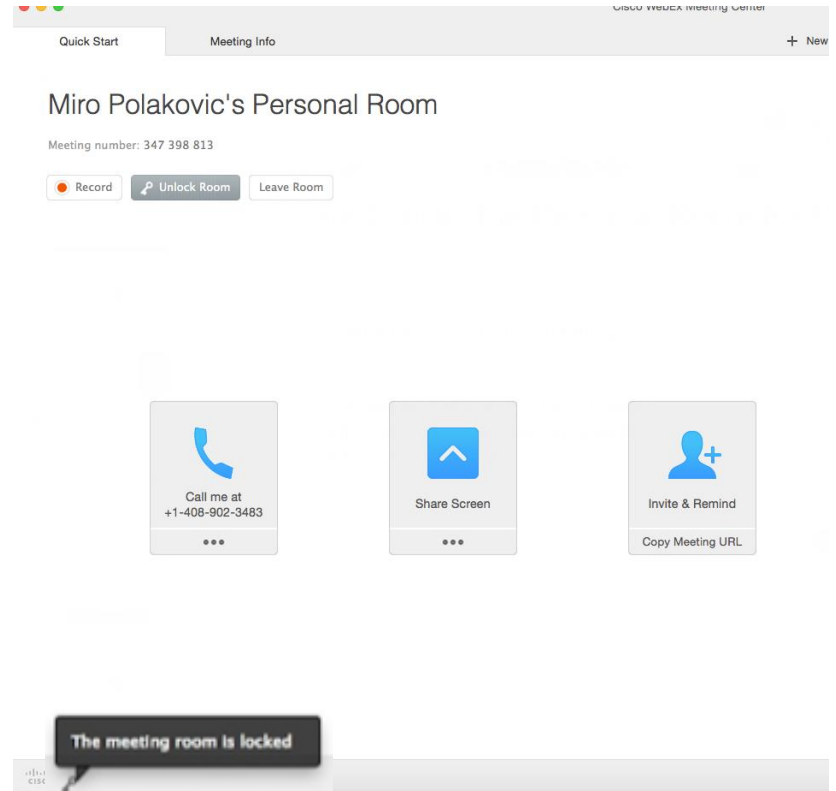 Cisco WebEx Meeting Center
Quick Start
Meeting Info
+ New
Miro Polakovic's Personal Room
Meeting number: 347 398 813
Record
Unlock Room
Leave Room
Call me at
+1-408-902-3483
Share Screen
Invite & Remind
Copy Meeting URL
The meeting room is locked